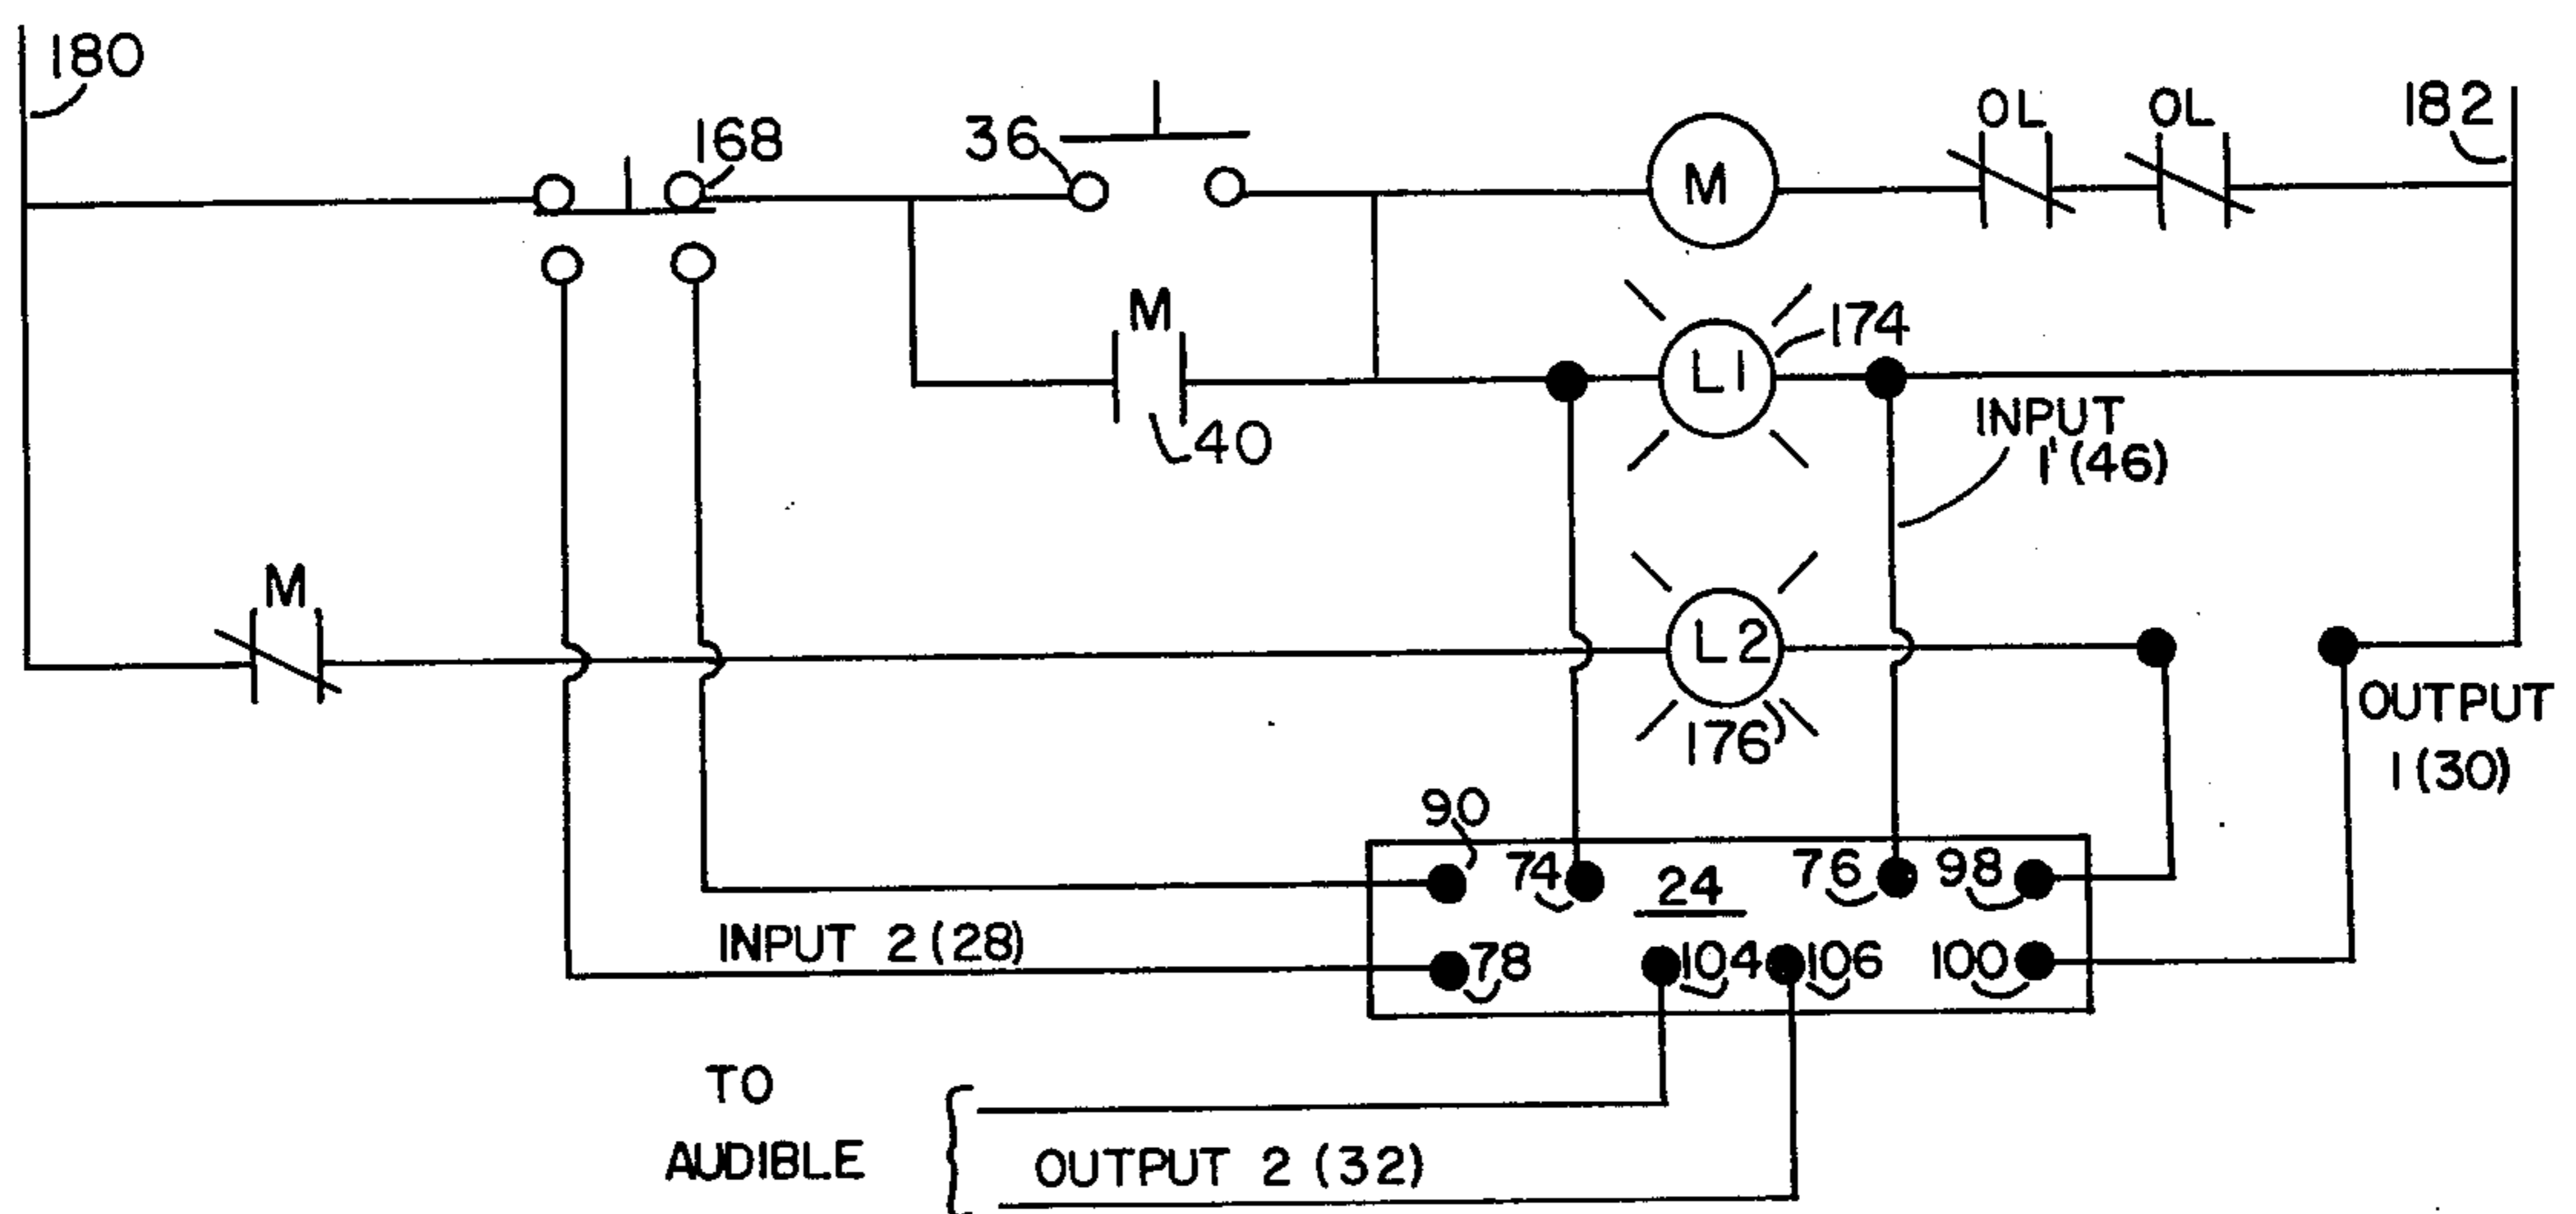 180
168
36
M
OL
OL
182
M
40
L1
174
INPUT
1'(46)
M
L2
176
OUTPUT
1(30)
90
74
24
76
98
INPUT 2 (28)
78
104
106
100
TO
AUDIBLE
OUTPUT 2 (32)